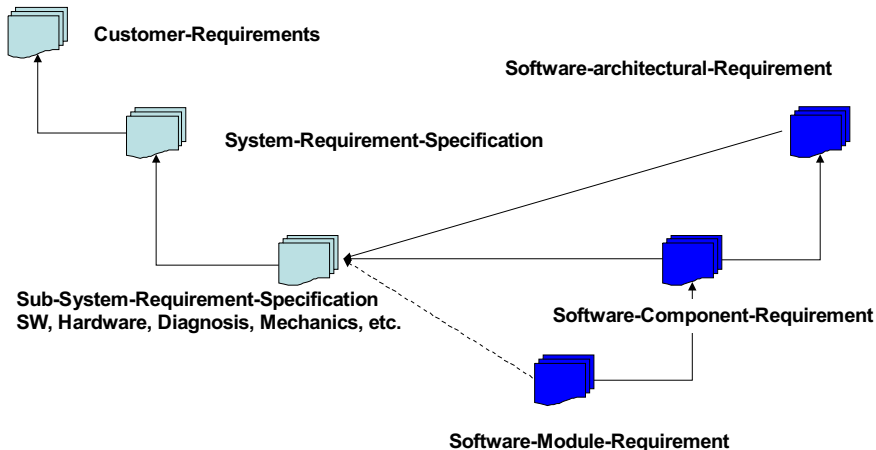 Customer-Requirements
Software-architectural-Requirement
System-Requirement-Specification
Sub-System-Requirement-Specification
SW, Hardware, Diagnosis, Mechanics, etc.
Software-Component-Requirement
Software-Module-Requirement